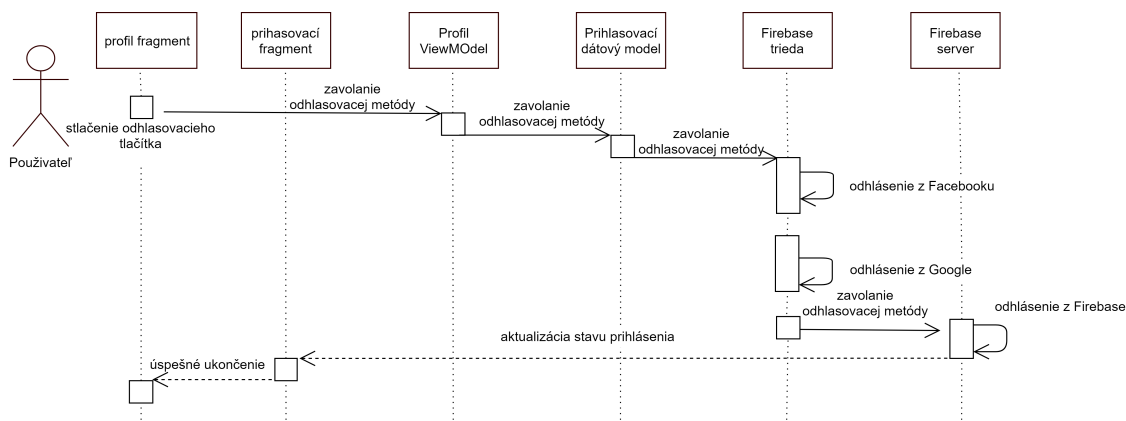 profil fragment
prihasovací
fragment
Profil
ViewMOdel
Prihlasovací
dátový model
Firebase
trieda
Firebase
server
Používateľ
stlačenie odhlasovacieho
tlačítka
zavolanie
odhlasovacej metódy
zavolanie
odhlasovacej metódy
zavolanie
odhlasovacej metódy
odhlásenie z Facebooku
odhlásenie z Google
zavolanie
odhlasovacej metódy
odhlásenie z Firebase
aktualizácia stavu prihlásenia
úspešné ukončenie